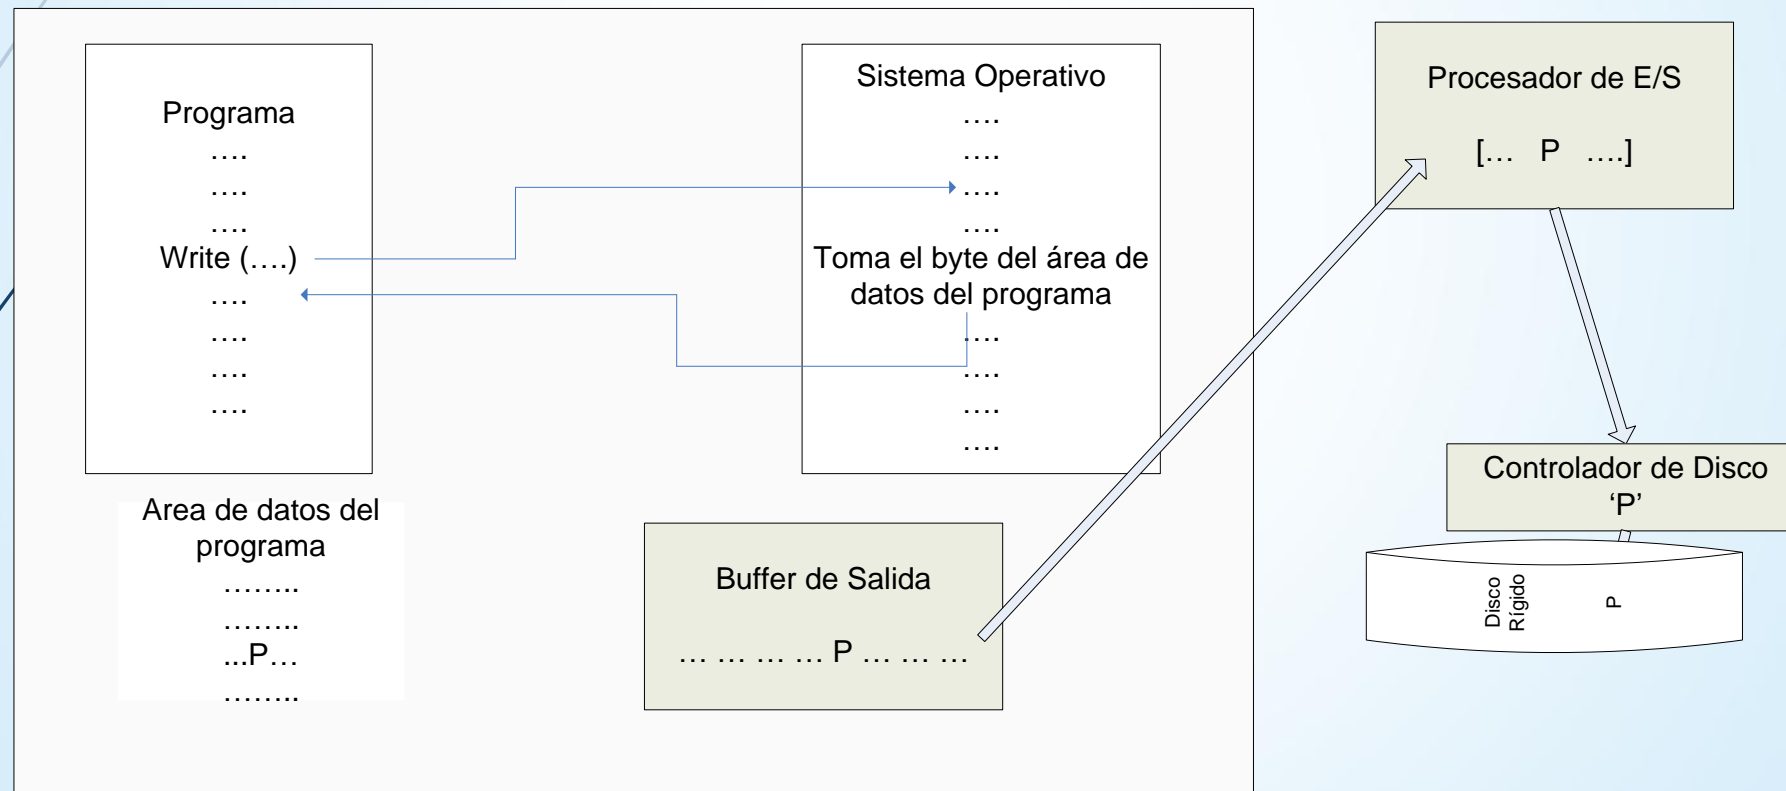 Programa
....
....
....
Write (....)
....
....
....
....
Sistema Operativo
....
....
....
....
Toma el byte del área de
datos del programa
....
....
....
....
Area de datos del
programa
........
........
...P...
........
Buffer de Salida
... ... ... ... P ... ... ...
Procesador de E/S
[... P ....]
Controlador de Disco
‘P’
Disco
Rígido
P